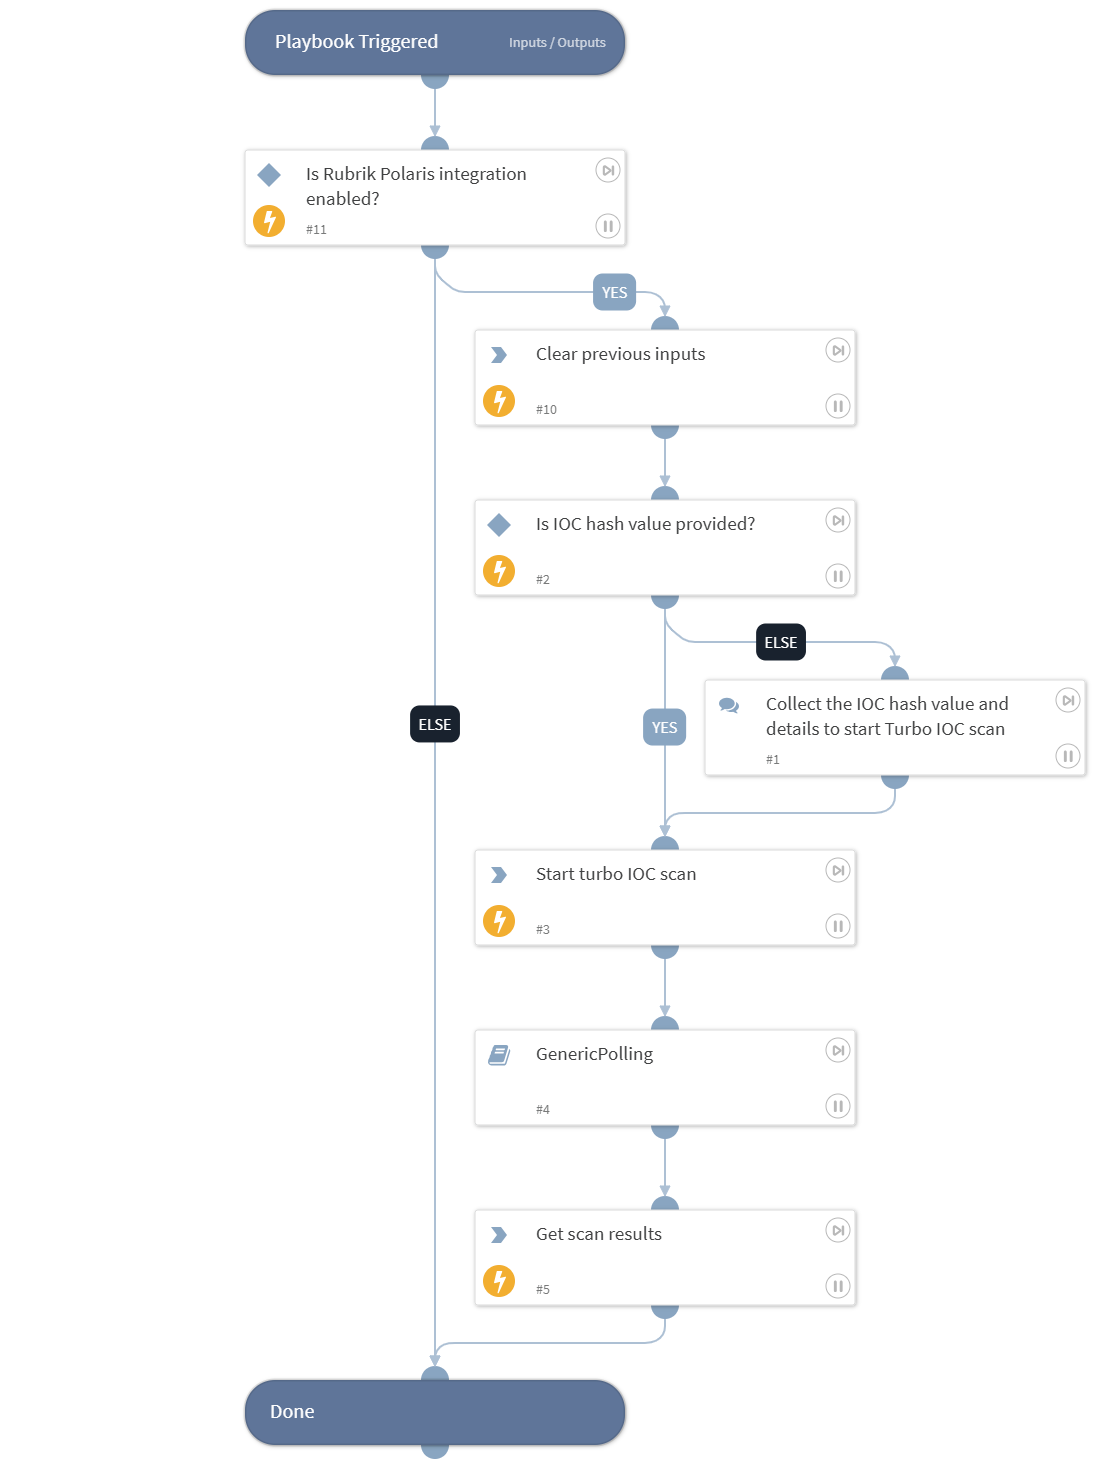 Playbook Triggered
Inputs / Outputs
Is Rubrik Polaris integration
enabled?
#11
YES
Clear previous inputs
#10
Is IOC hash value provided?
#2
ELSE
Collect the IOC hash value and
details to start Turbo IOC scan
#1
ELSE
YES
Start turbo IOC scan
#3
GenericPolling
#4
Get scan results
#5
Done